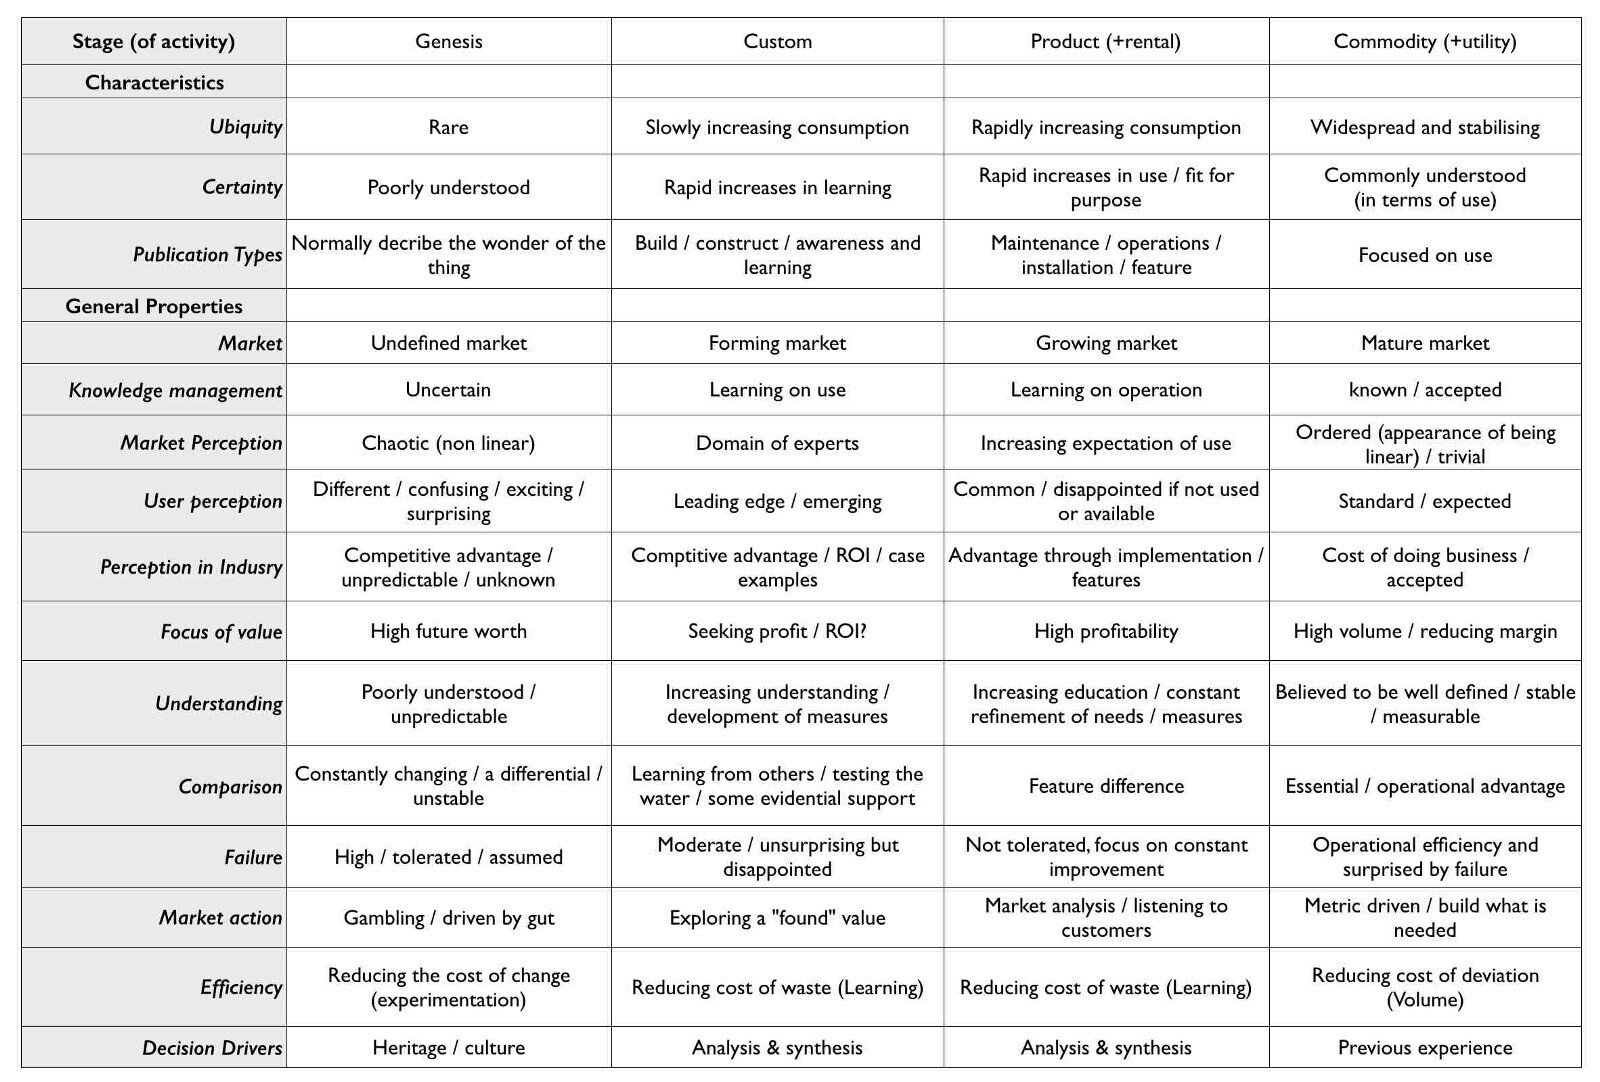 Stage (of activity) Genesis Custom Product (+rental) Commodity (+utility)
Characteristics
Ubiquity Rare Slowly increasing consumption Rapidly increasing consumption Widespread and stabilising
Certainty Poorly understood Rapid increases in learning Rapid increases in use / fit for
purpose Commonly understood
(in terms of use)
Publication Types Normally decribe the wonder of the
thing Build / construct / awareness and
learning Maintenance / operations /
installation / feature Focused on use
General Properties
Market Undefined market Forming market Growing market Mature market
Knowledge management Uncertain Learning on use Learning on operation known / accepted
Market Perception Chaotic (non linear) Domain of experts Increasing expectation of use Ordered (appearance of being
linear) / trivial
User perception Different / confusing / exciting /
surprising Leading edge / emerging Common / disappointed if not used
or available Standard / expected
Perception in Indusry Competitive advantage /
unpredictable / unknown Comptitive advantage / ROI / case
examples Advantage through implementation /
features Cost of doing business /
accepted
Focus of value High future worth Seeking profit / ROI? High profitability High volume / reducing margin
Understanding Poorly understood /
unpredictable Increasing understanding /
development of measures Increasing education / constant
refinement of needs / measures Believed to be well defined / stable
/ measurable
Comparison Constantly changing / a differential /
unstable Learning from others / testing the
water / some evidential support Feature difference Essential / operational advantage
Failure High / tolerated / assumed Moderate / unsurprising but
disappointed Not tolerated, focus on constant
improvement Operational efficiency and
surprised by failure
Market action Gambling / driven by gut Exploring a "found" value Market analysis / listening to
customers Metric driven / build what is
needed
Efficiency Reducing the cost of change
(experimentation) Reducing cost of waste (Learning) Reducing cost of waste (Learning) Reducing cost of deviation
(Volume)
Decision Drivers Heritage / culture Analysis & synthesis Analysis & synthesis Previous experience